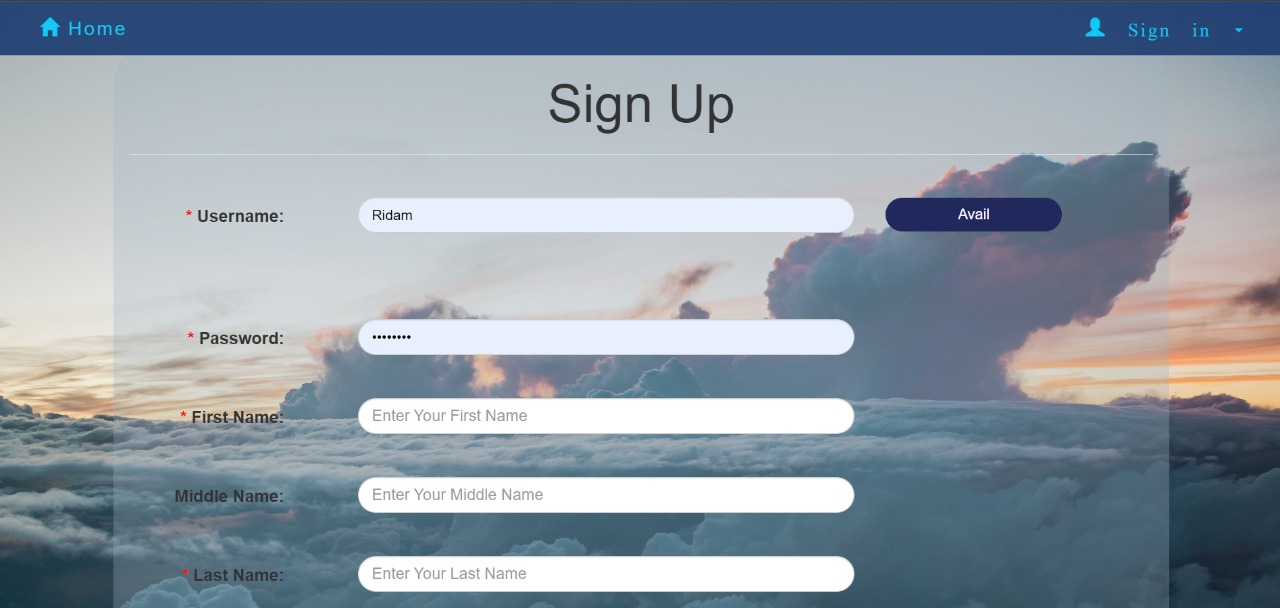 Home Sign in
Sign Up
* Username: Ridam Avail
* Password: ••••••••
* First Name: Enter Your First Name
Middle Name: Enter Your Middle Name
* Last Name: Enter Your Last Name